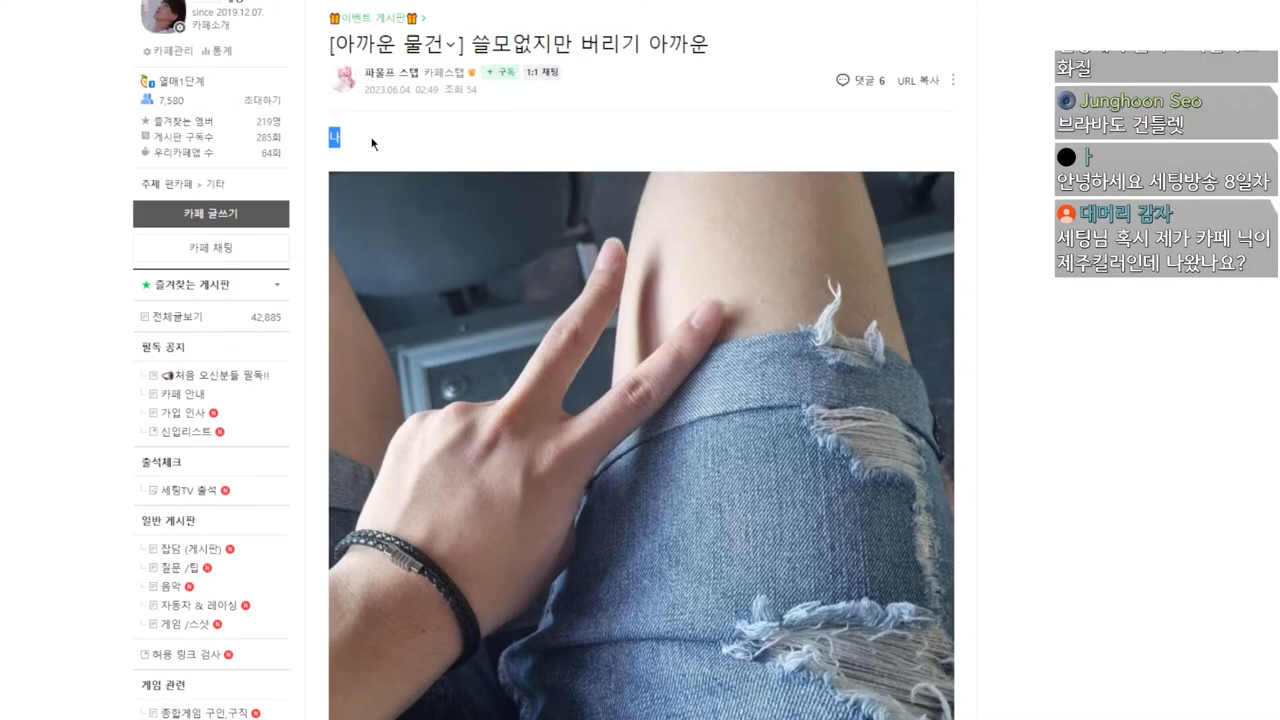 since 2019.12.07.
카페소개
카페관리 통계
열매1단계
7,580 초대하기
즐겨찾는 멤버 219명
게시판 구독수 285회
우리카페앱 수 64회
주제 팬카페 > 기타
카페 글쓰기
카페 채팅
즐겨찾는 게시판
전체글보기 42,885
필독 공지
처음 오신분들 필독!!
카페 안내
가입 인사 N
신입리스트 N
출석체크
세팅TV 출석 N
일반 게시판
잡담 (게시판) N
질문 /팁 N
음악 N
자동차 & 레이싱 N
게임 /스샷 N
허용 링크 검사 N
게임 관련
종합게임 구인,구직 N
이벤트 게시판 >
[아까운 물건~] 쓸모없지만 버리기 아까운
파울프 스탭 카페스탭 + 구독 1:1 채팅
2023.06.04. 02:49 조회 54
댓글 6 URL 복사
나
화질
Junghoon Seo
브라바도 건틀렛
ㅏ
안녕하세요 세팅방송 8일차
대머리 감자
세팅님 혹시 제가 카페 닉이
제주킬러인데 나왔나요?